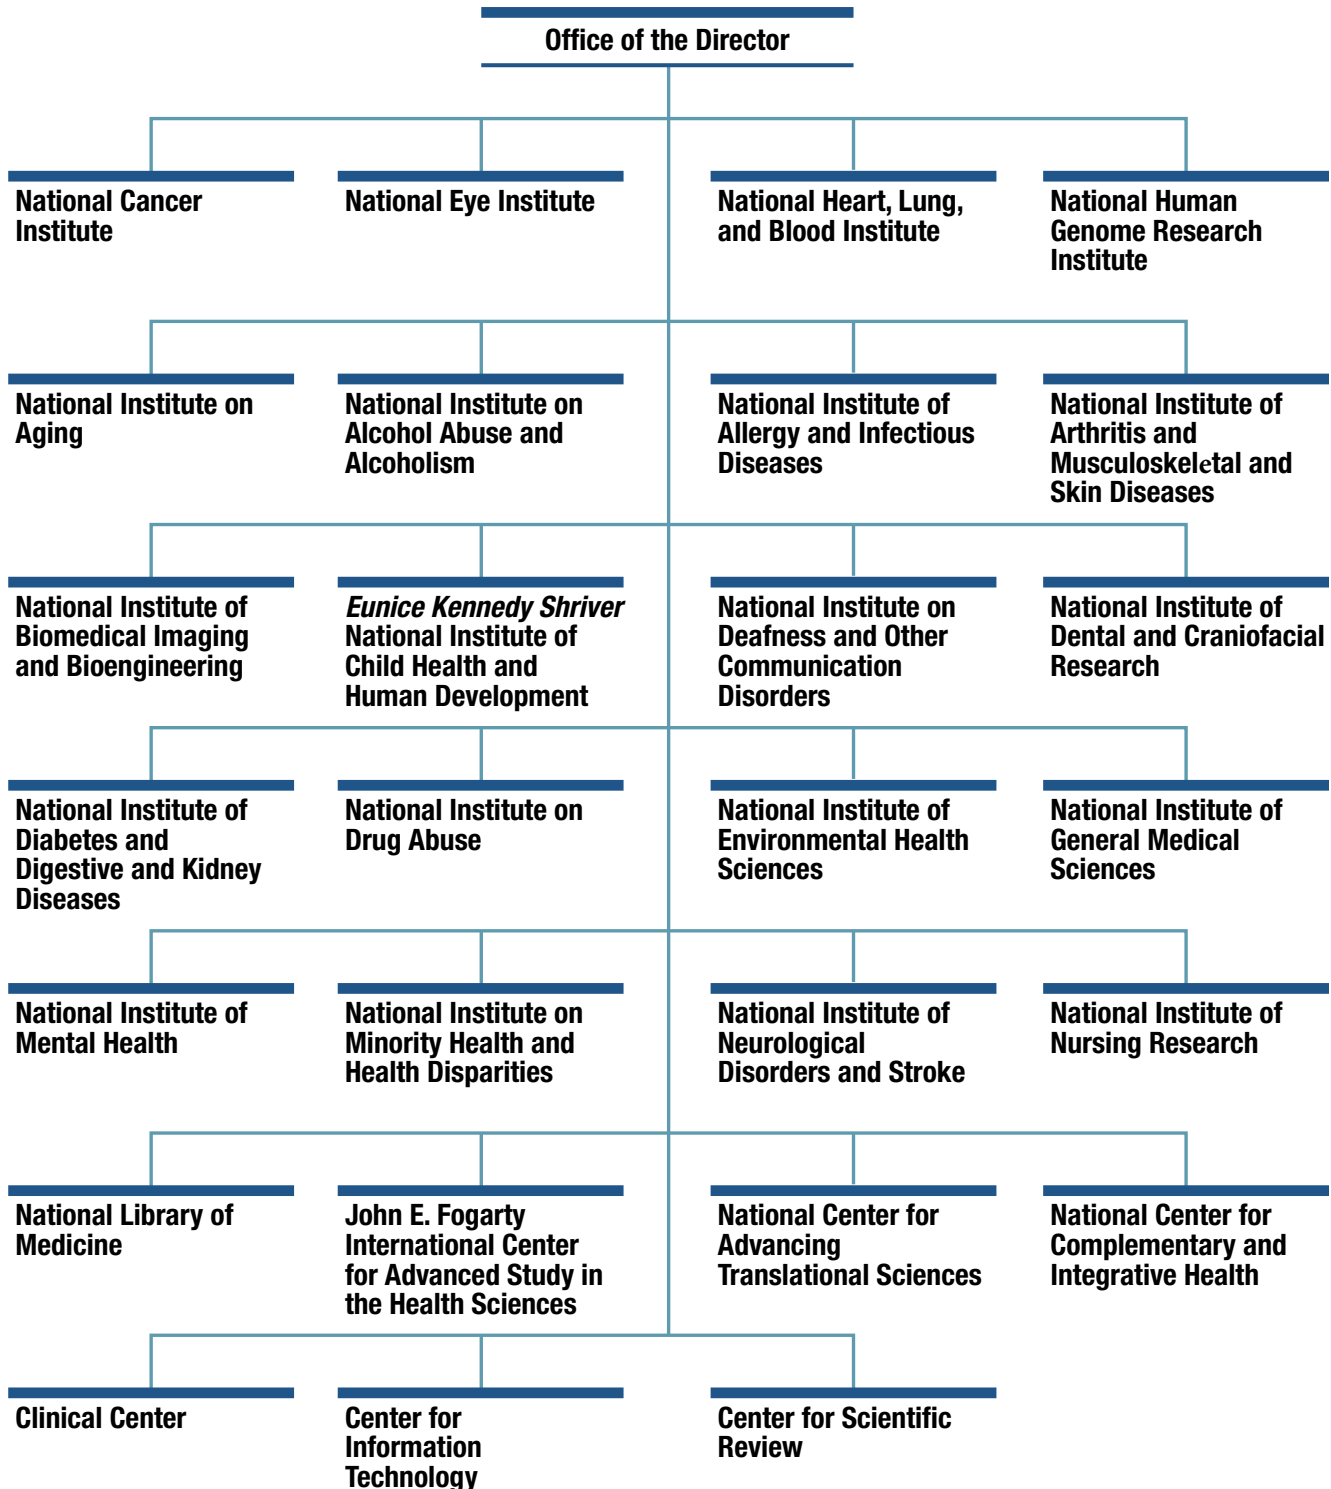 Office of the Director
National Cancer
Institute
National Eye Institute
National Heart, Lung,
and Blood Institute
National Human
Genome Research
Institute
National Institute on
Aging
National Institute on
Alcohol Abuse and
Alcoholism
National Institute of
Allergy and Infectious
Diseases
National Institute of
Arthritis and
Musculoskeletal and
Skin Diseases
National Institute of
Biomedical Imaging
and Bioengineering
Eunice Kennedy Shriver
National Institute of
Child Health and
Human Development
National Institute on
Deafness and Other
Communication
Disorders
National Institute of
Dental and Craniofacial
Research
National Institute of
Diabetes and
Digestive and Kidney
Diseases
National Institute on
Drug Abuse
National Institute of
Environmental Health
Sciences
National Institute of
General Medical
Sciences
National Institute of
Mental Health
National Institute on
Minority Health and
Health Disparities
National Institute of
Neurological
Disorders and Stroke
National Institute of
Nursing Research
National Library of
Medicine
John E. Fogarty
International Center
for Advanced Study in
the Health Sciences
National Center for
Advancing
Translational Sciences
National Center for
Complementary and
Integrative Health
Clinical Center
Center for
Information
Technology
Center for Scientific
Review